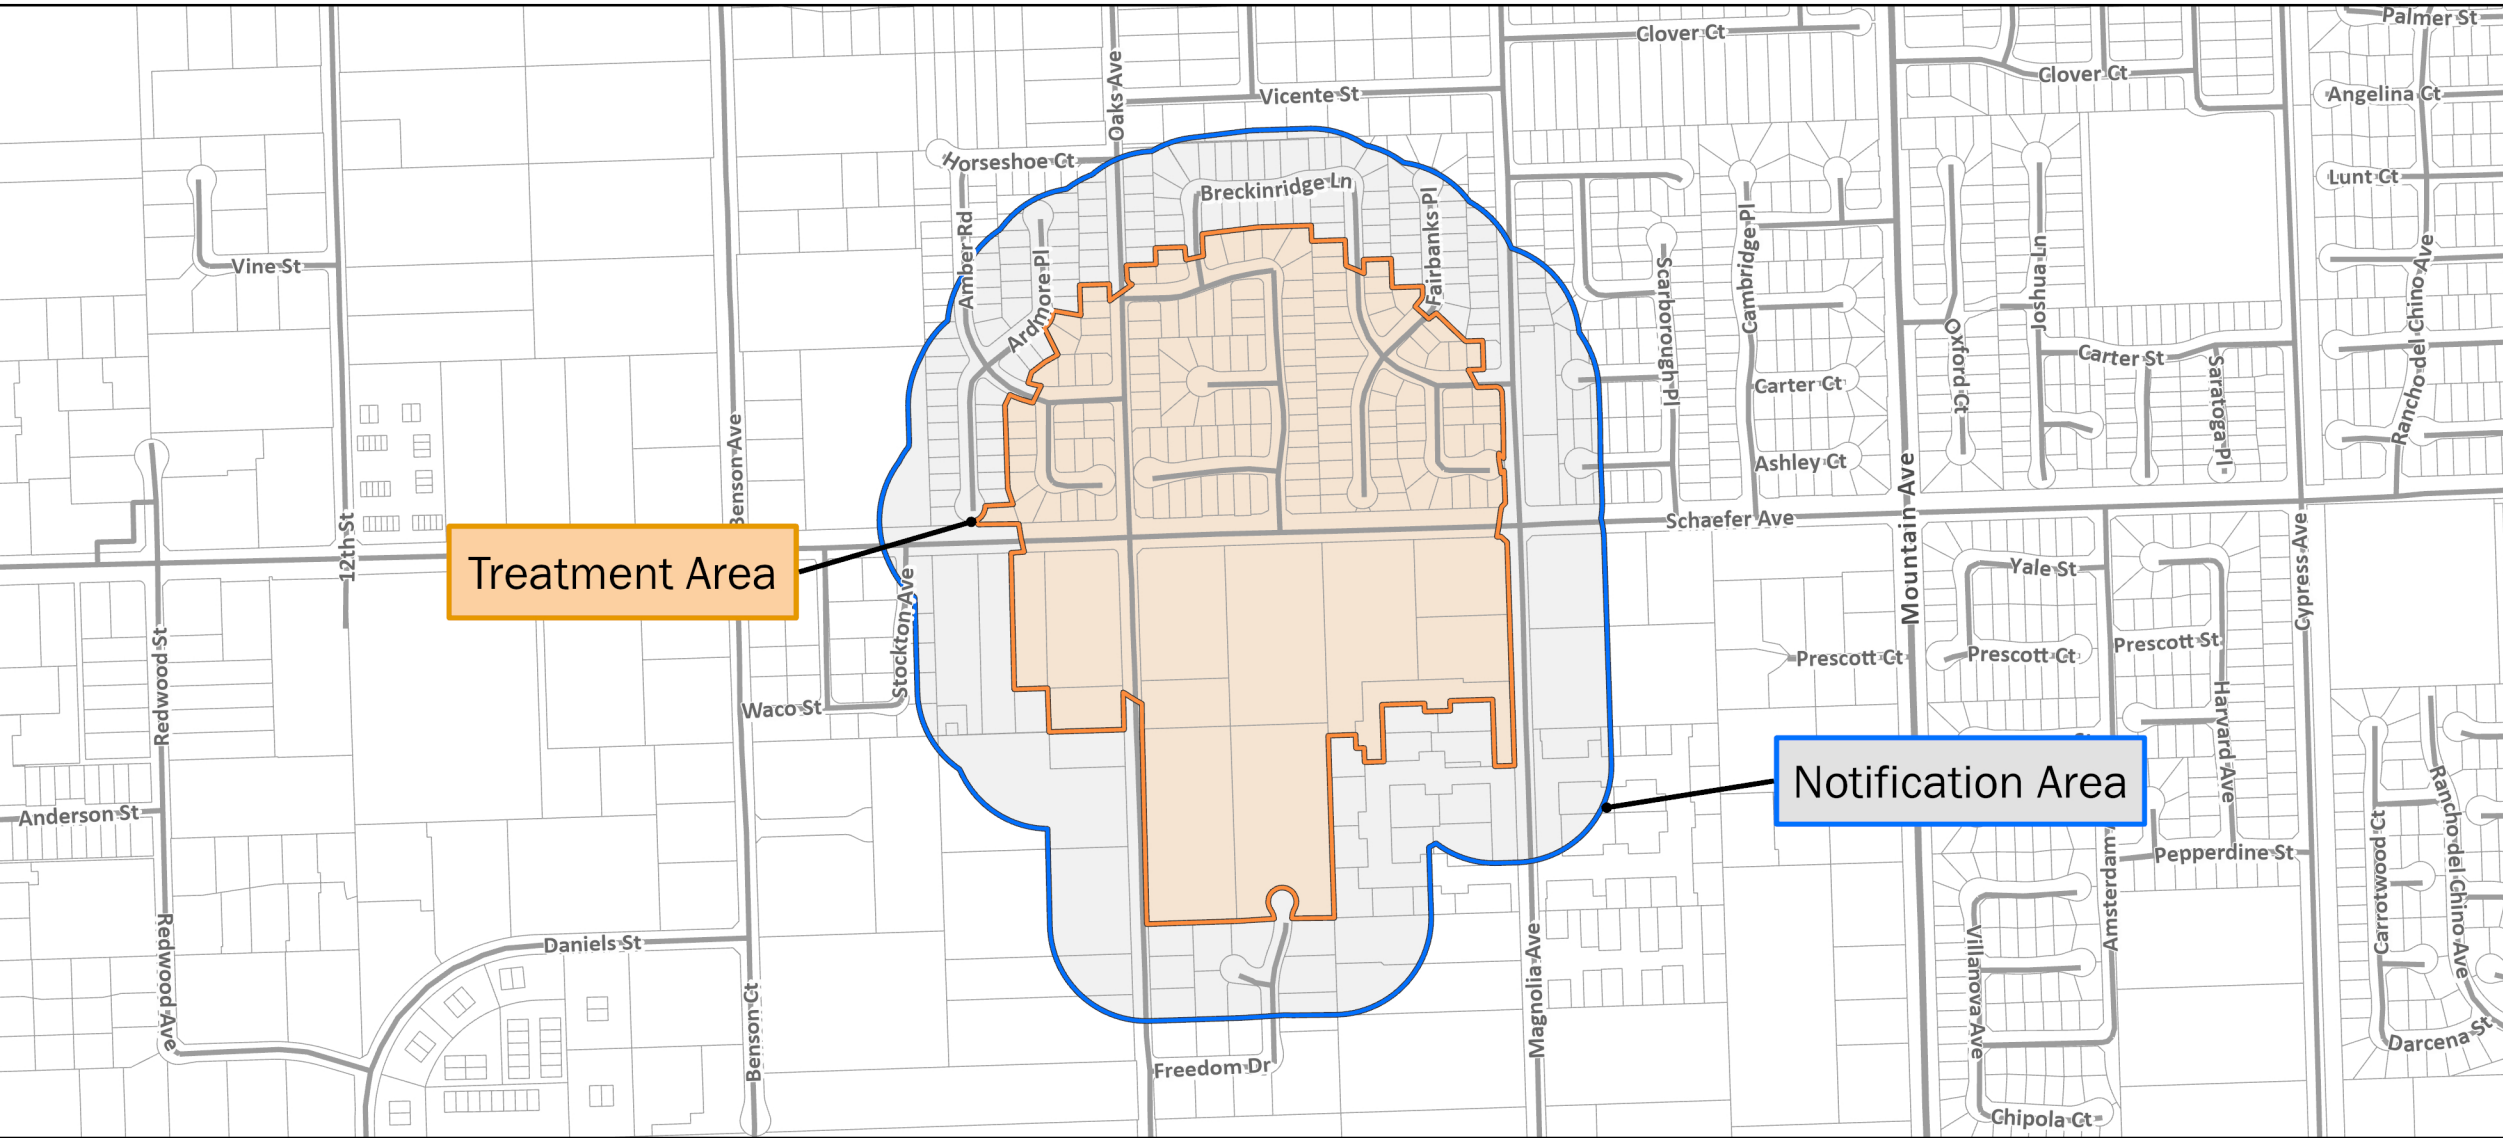 Palmer St
Clover Ct
Clover Ct
Oaks Ave
Vicente St
Angelina Ct
Horseshoe Ct
Breckinridge Ln
Lunt Ct
Fairbanks Pl
Cambridge Pl
Amber Rd
Ardmore Pl
Vine St
Scarborough Pl
Joshua Ln
Rancho del Chino Ave
Oxford Ct
Carter St
Saratoga Pl
Carter Ct
Benson Ave
Ashley Ct
Mountain Ave
12th St
Schaefer Ave
Cypress Ave
Treatment Area
Stockton Ave
Yale St
Redwood St
Prescott St
Prescott Ct
Prescott Ct
Waco St
Harvard Ave
Notification Area
Anderson St
Rancho del Chino Ave
Carrotwood Ct
Pepperdine St
Amsterdam
Redwood Ave
Daniels St
Villanova Ave
Magnolia Ave
Benson Ct
Darcena St
Freedom Dr
Chipola Ct